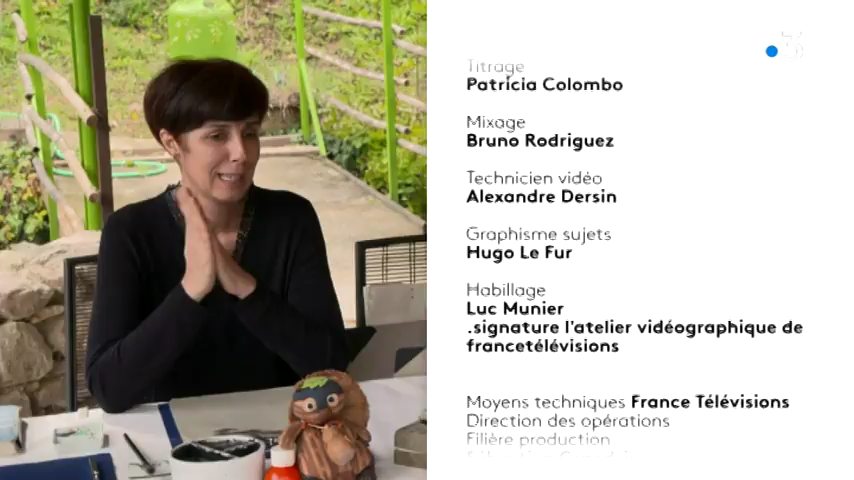 Titrage
Patricia Colombo
Mixage
Bruno Rodriguez
Technicien vidéo
Alexandre Dersin
Graphisme sujets
Hugo Le Fur
Habillage
Luc Munier
.signature l'atelier vidéographique de
francetélévisions
Moyens techniques France Télévisions
Direction des opérations
Filière production